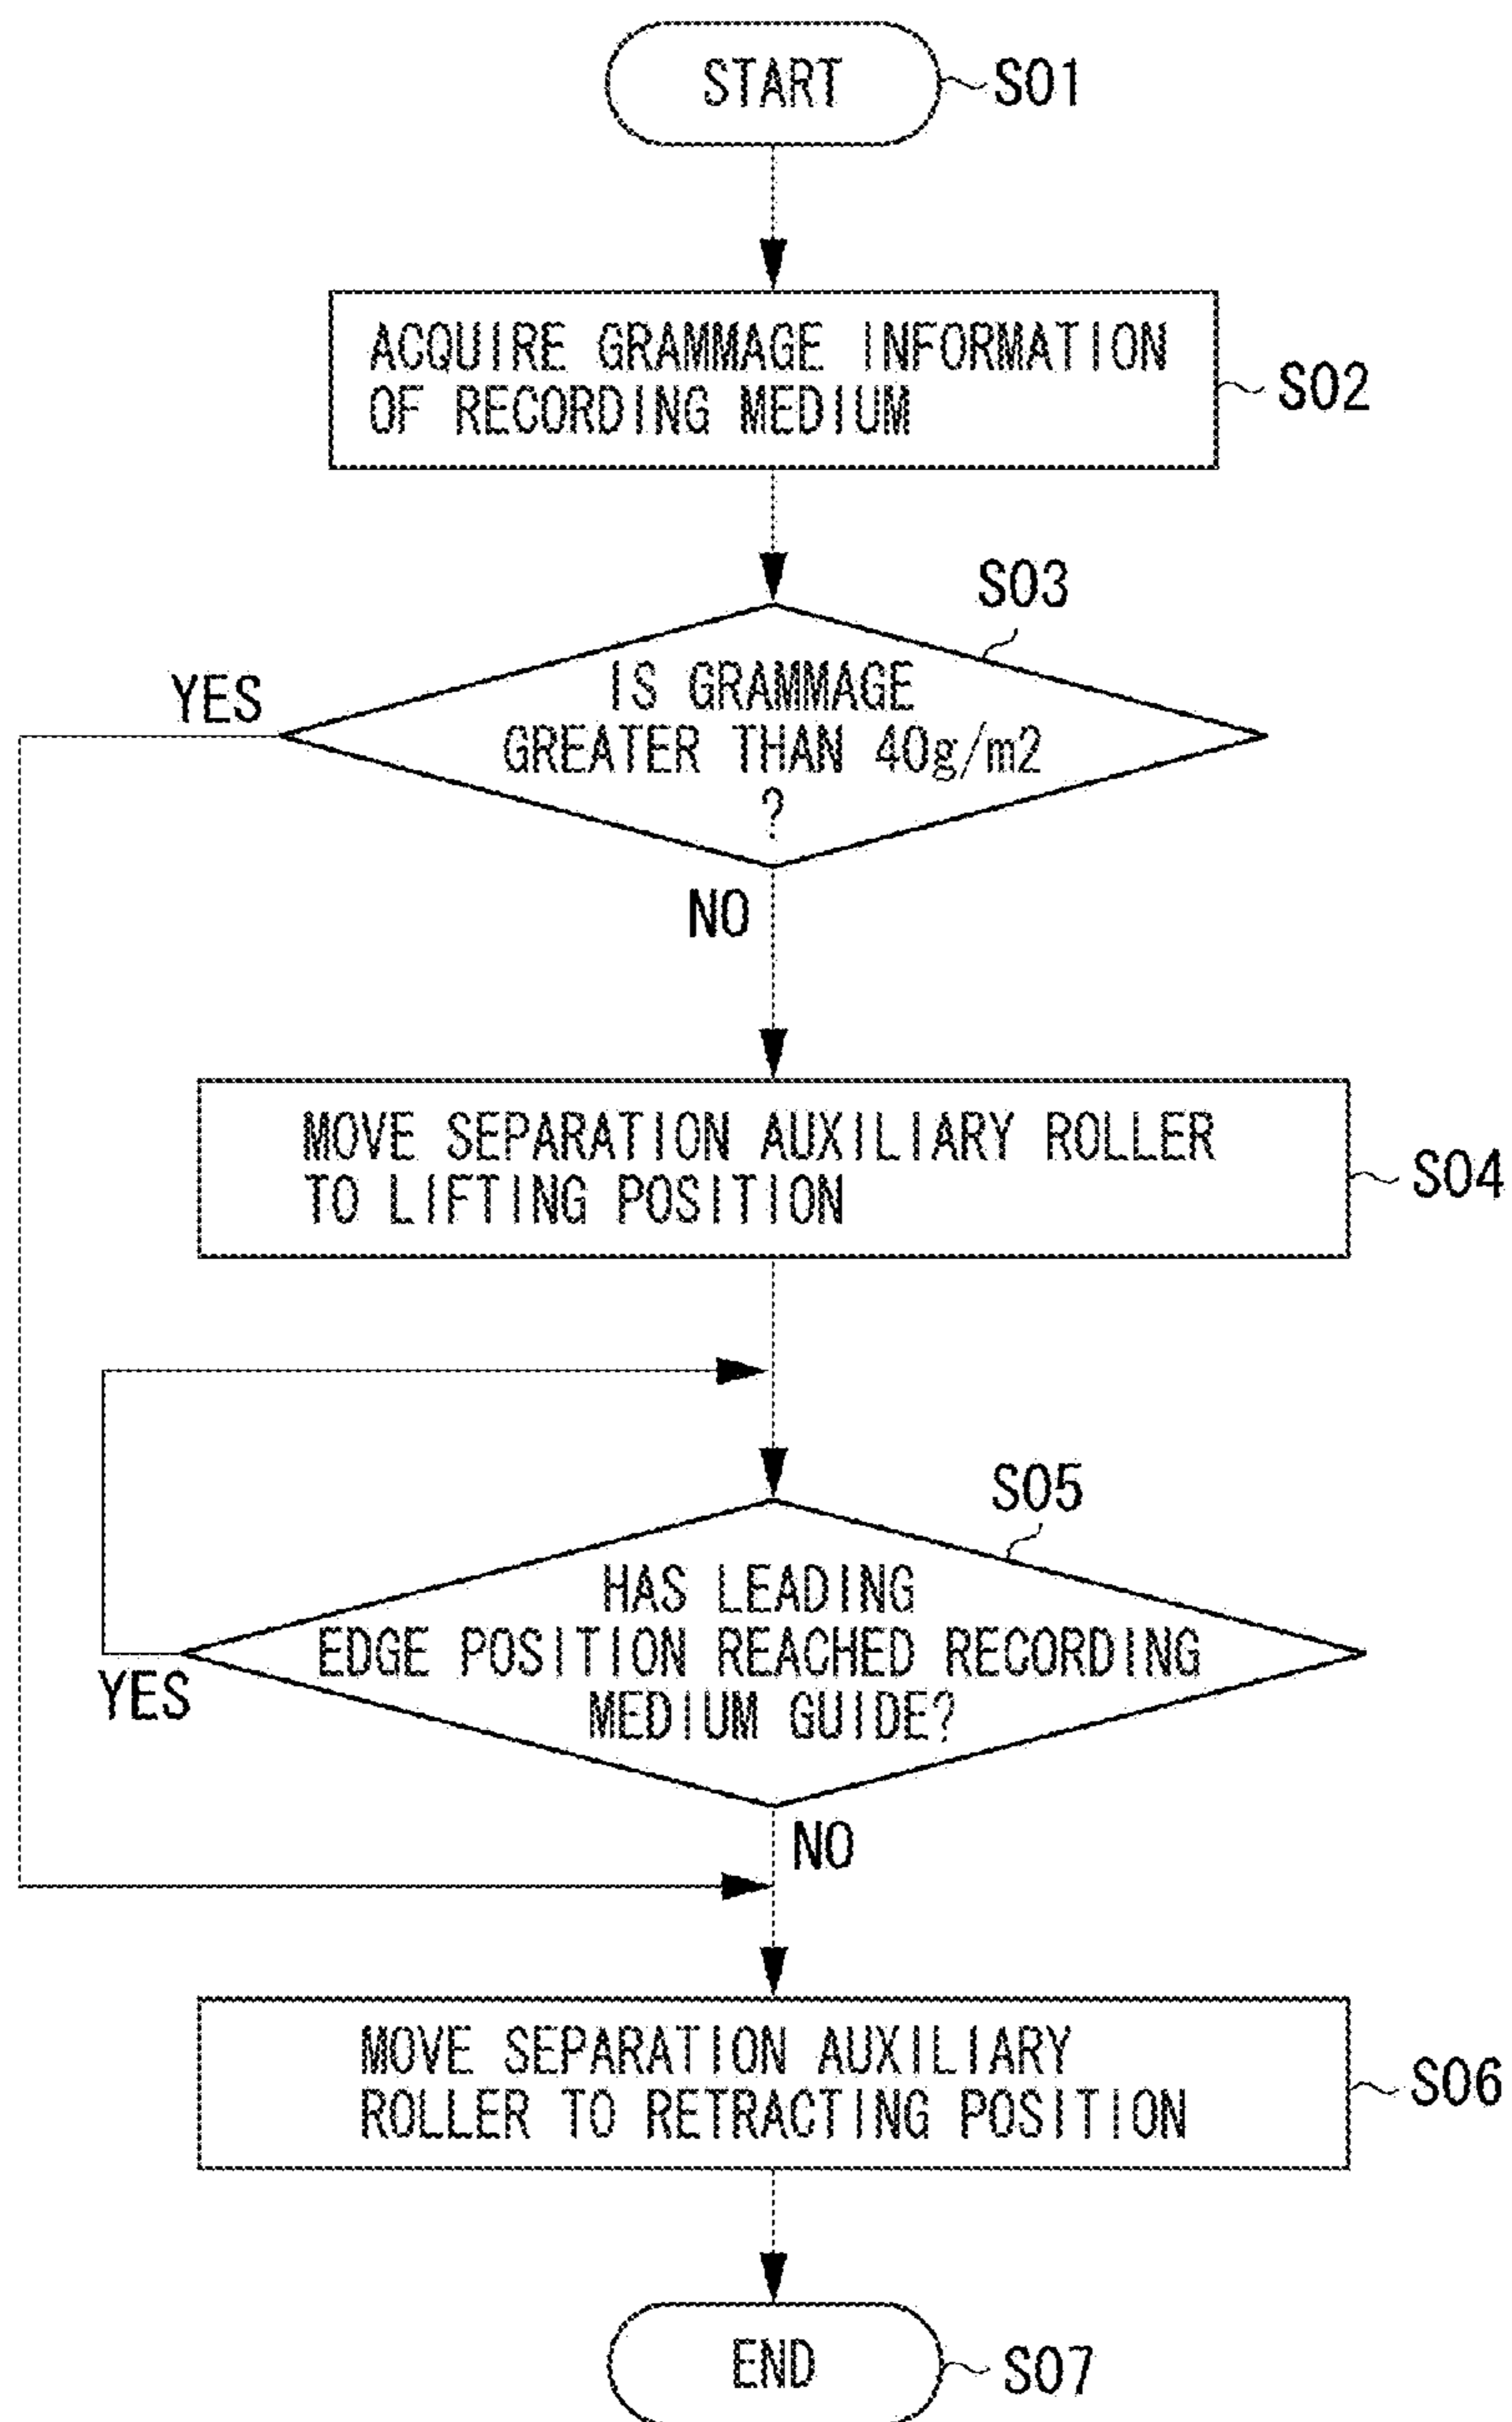 START
S01
ACQUIRE GRAMMAGE INFORMATION
OF RECORDING MEDIUM
S02
S03
YES
IS GRAMMAGE
GREATER THAN 40g/m2
?
NO
MOVE SEPARATION AUXILIARY ROLLER
TO LIFTING POSITION
S04
S05
HAS LEADING
EDGE POSITION REACHED RECORDING
MEDIUM GUIDE?
YES
NO
MOVE SEPARATION AUXILIARY
ROLLER TO RETRACTING POSITION
S06
END
S07